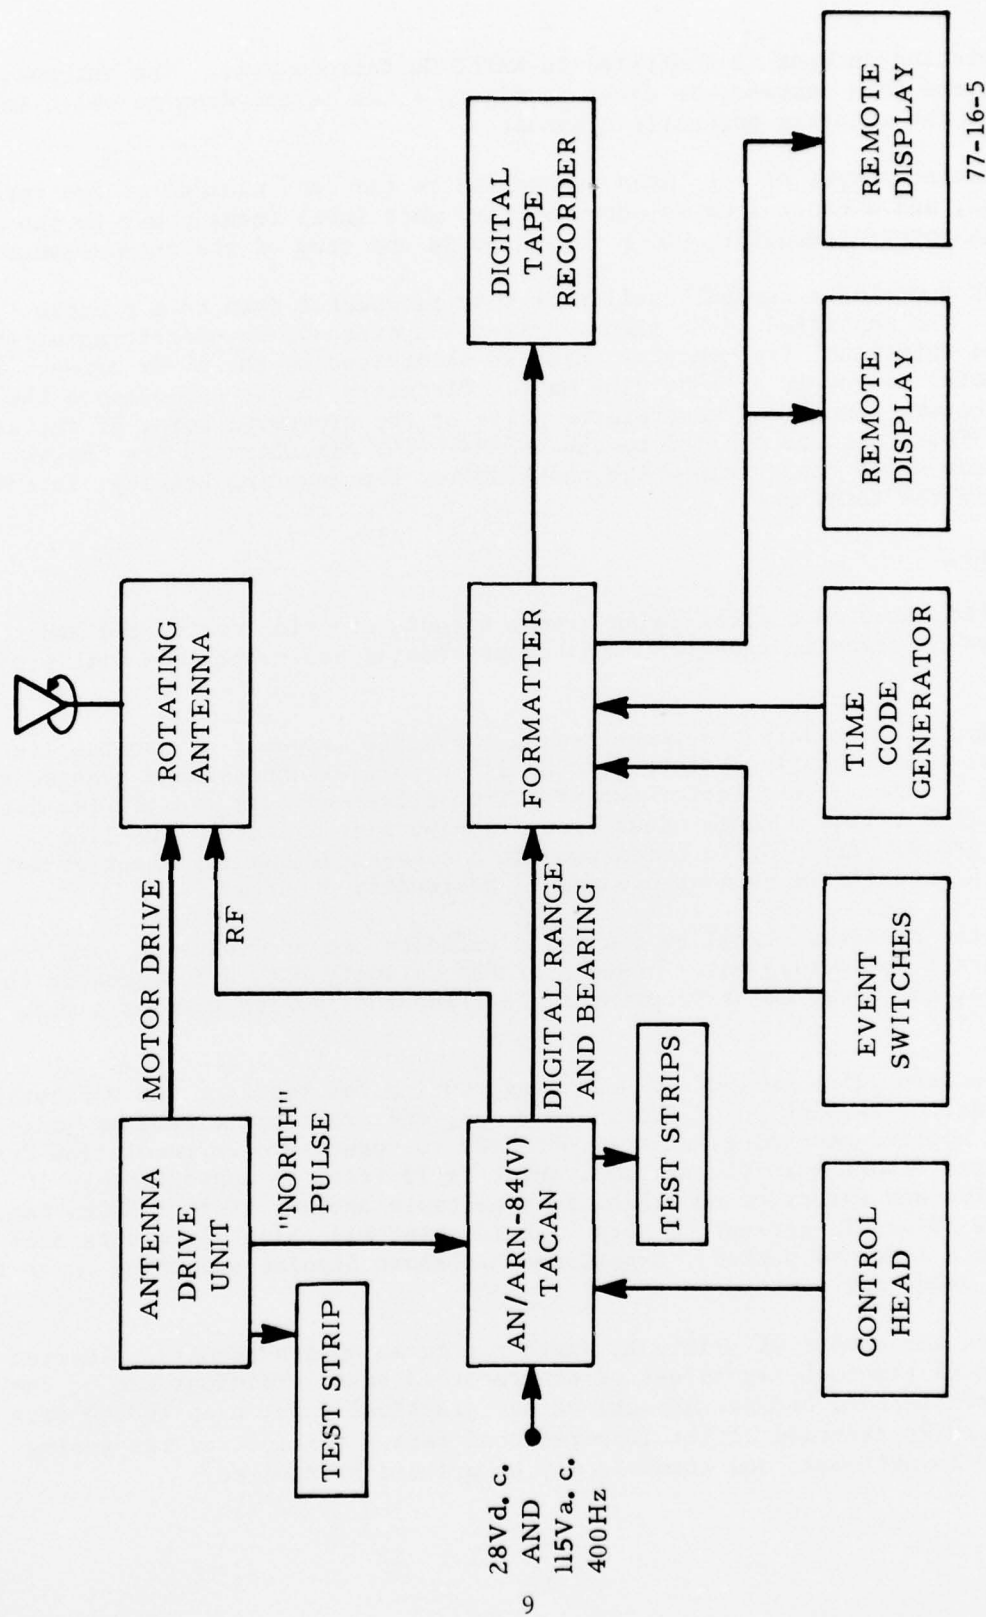 ROTATING
ANTENNA
MOTOR DRIVE
RF
ANTENNA
DRIVE
UNIT
"NORTH"
PULSE
TEST STRIP
DIGITAL
TAPE
RECORDER
FORMATTER
DIGITAL RANGE
AND BEARING
AN/ARN-84(V)
TACAN
28Vd. c.
AND
115Va. c.
400Hz
TEST STRIPS
CONTROL
HEAD
EVENT
SWITCHES
TIME
CODE
GENERATOR
REMOTE
DISPLAY
REMOTE
DISPLAY
77-16-5
9